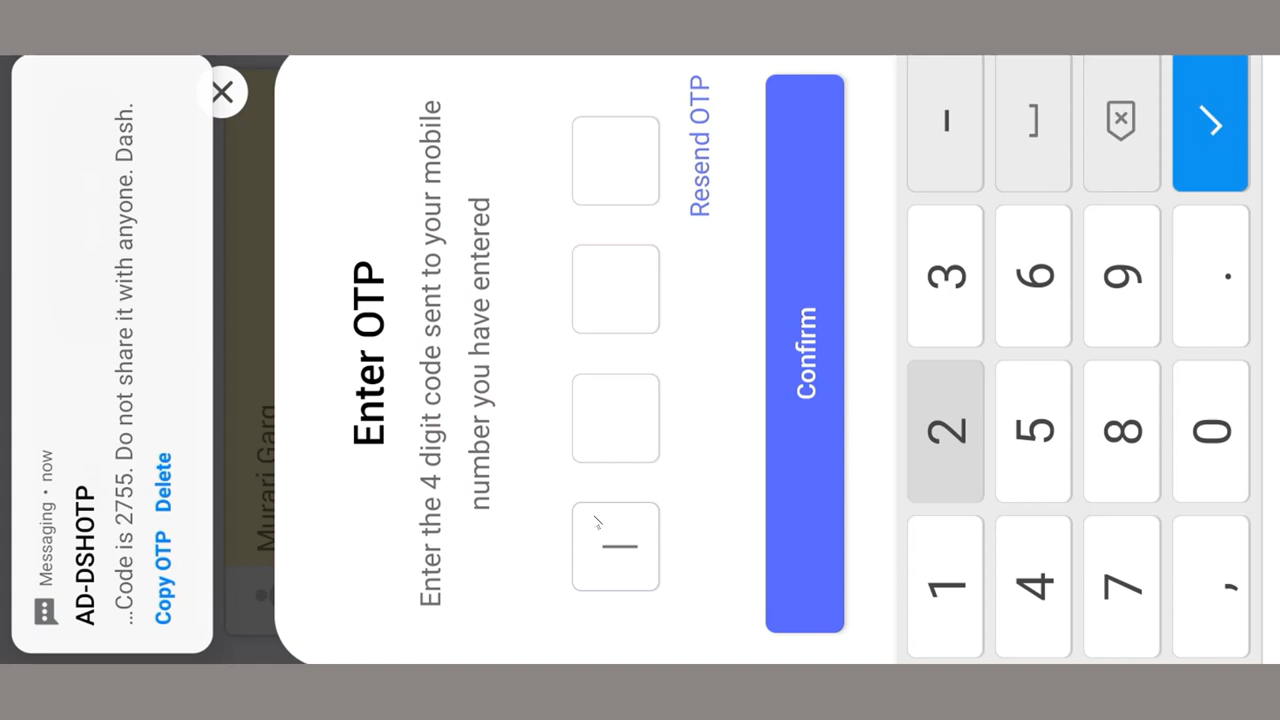 Messaging • now
AD-DSHOTP
...Code is 2755. Do not share it with anyone. Dash.
Copy OTP Delete
Murari Garg
Enter OTP
Enter the 4 digit code sent to your mobile
number you have entered
Resend OTP
Confirm
1 2 3 -
4 5 6
7 8 9
, 0 .